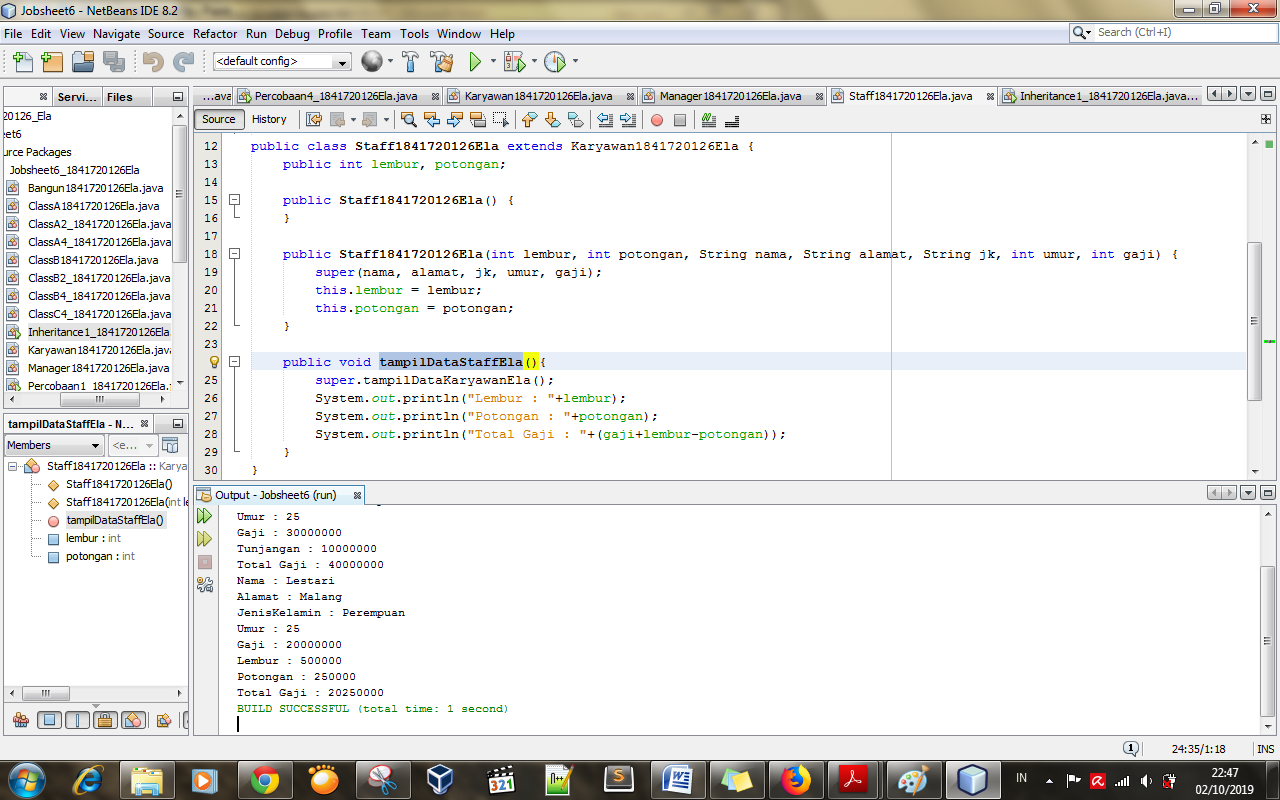 Jobsheet6 - NetBeans IDE 8.2
File Edit View Navigate Source Refactor Run Debug Profile Team Tools Window Help
Search (Ctrl+I)
<default config>
Servi... Files
...ava Percobaan4_1841720126Ela.java Karyawan1841720126Ela.java Manager1841720126Ela.java Staff1841720126Ela.java Inheritance1_1841720126Ela.java...
Source History
20126_Ela
eet6
urce Packages
Jobsheet6_1841720126Ela
Bangun1841720126Ela.java
ClassA1841720126Ela.java
ClassA2_1841720126Ela.java
ClassA4_1841720126Ela.java
ClassB1841720126Ela.java
ClassB2_1841720126Ela.java
ClassB4_1841720126Ela.java
ClassC4_1841720126Ela.java
Inheritance1_1841720126Ela
Karyawan1841720126Ela.java
Manager1841720126Ela.java
Percobaan1_1841720126Ela.
12 public class Staff1841720126Ela extends Karyawan1841720126Ela {
13 public int lembur, potongan;
14
15 public Staff1841720126Ela() {
16 }
17
18 public Staff1841720126Ela(int lembur, int potongan, String nama, String alamat, String jk, int umur, int gaji) {
19 super(nama, alamat, jk, umur, gaji);
20 this.lembur = lembur;
21 this.potongan = potongan;
22 }
23
public void tampilDataStaffEla(){
25 super.tampilDataKaryawanEla();
26 System.out.println("Lembur : "+lembur);
27 System.out.println("Potongan : "+potongan);
28 System.out.println("Total Gaji : "+(gaji+lembur-potongan));
29 }
30 }
tampilDataStaffEla - N...
Members <e...
Staff1841720126Ela :: Karya
Staff1841720126Ela()
Staff1841720126Ela(int le
tampilDataStaffEla()
lembur : int
potongan : int
Output - Jobsheet6 (run)
Umur : 25
Gaji : 30000000
Tunjangan : 10000000
Total Gaji : 40000000
Nama : Lestari
Alamat : Malang
JenisKelamin : Perempuan
Umur : 25
Gaji : 20000000
Lembur : 500000
Potongan : 250000
Total Gaji : 20250000
BUILD SUCCESSFUL (total time: 1 second)
1 24:35/1:18 INS
321
IN
22:47
02/10/2019